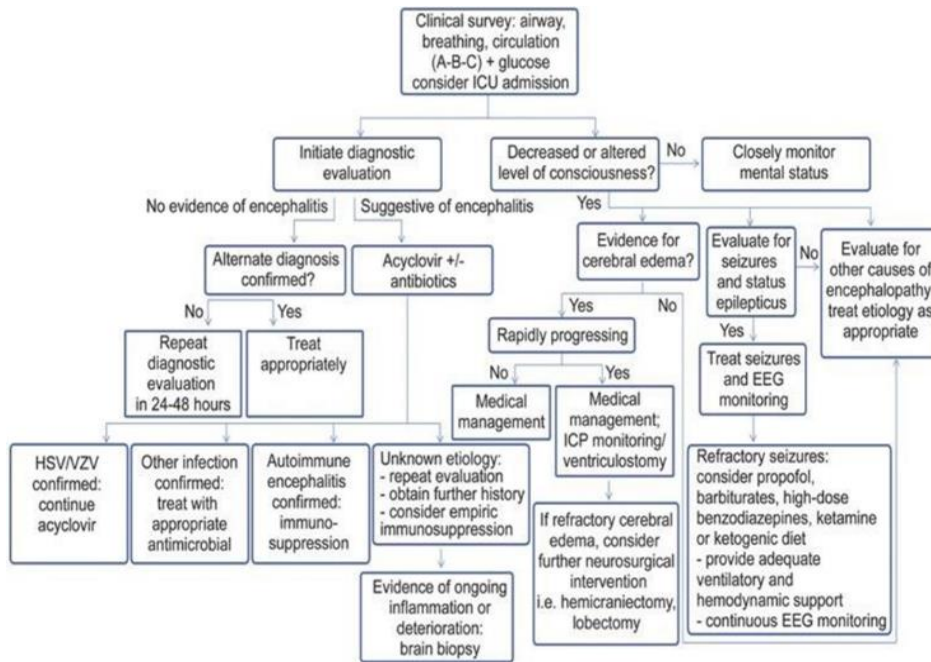 Clinical survey: airway,
breathing, circulation
(A-B-C) + glucose
consider ICU admission
Initiate diagnostic
evaluation
Decreased or altered
level of consciousness?
No
Closely monitor
mental status
No evidence of encephalitis
Suggestive of encephalitis
Yes
Alternate diagnosis
confirmed?
Acyclovir +/-
antibiotics
Evidence for
cerebral edema?
Evaluate for
seizures
and status
epilepticus
No
Evaluate for
other causes of
encephalopathy,
treat etiology as
appropriate
No
Yes
Yes
No
Yes
Repeat
diagnostic
evaluation
in 24-48 hours
Treat
appropriately
Rapidly progressing
Treat seizures
and EEG
monitoring
No
Yes
Medical
management
Medical
management;
ICP monitoring/
ventriculostomy
HSV/VZV
confirmed:
continue
acyclovir
Other infection
confirmed:
treat with
appropriate
antimicrobial
Autoimmune
encephalitis
confirmed:
immuno-
suppression
Unknown etiology:
- repeat evaluation
- obtain further history
- consider empiric
immunosuppression
Refractory seizures:
consider propofol,
barbiturates, high-dose
benzodiazepines, ketamine
or ketogenic diet
- provide adequate
ventilatory and
hemodynamic support
- continuous EEG monitoring
If refractory cerebral
edema, consider
further neurosurgical
intervention
i.e. hemicraniectomy,
lobectomy
Evidence of ongoing
inflammation or
deterioration:
brain biopsy